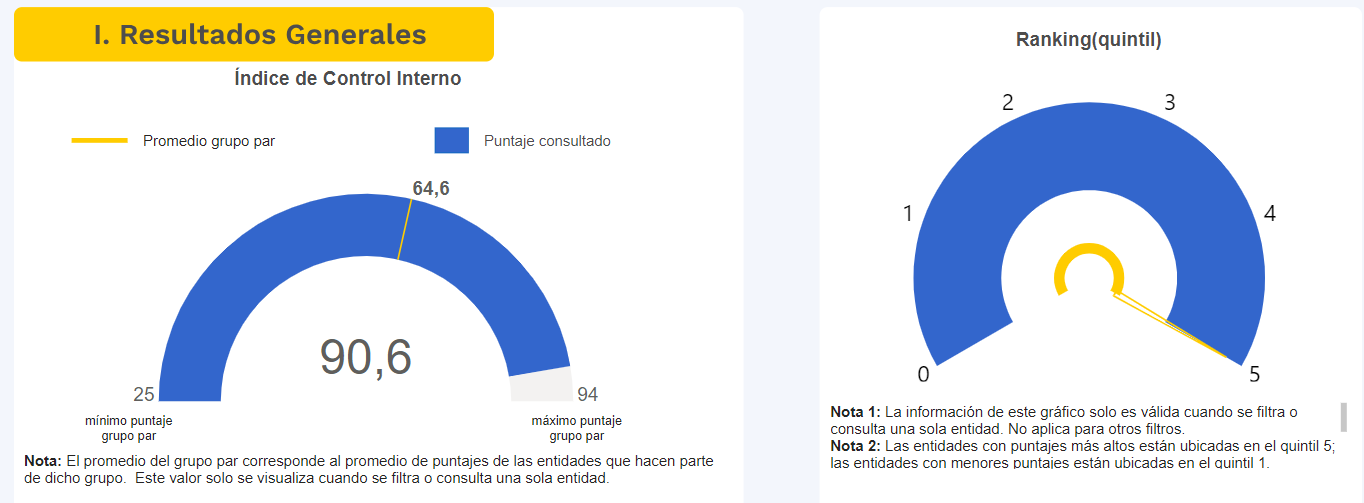 I. Resultados Generales
Índice de Control Interno
Promedio grupo par
Puntaje consultado
64,6
90,6
25
94
mínimo puntaje
grupo par
máximo puntaje
grupo par
Nota: El promedio del grupo par corresponde al promedio de puntajes de las entidades que hacen parte
de dicho grupo. Este valor solo se visualiza cuando se filtra o consulta una sola entidad.
Ranking(quintil)
0
1
2
3
4
5
Nota 1: La información de este gráfico solo es válida cuando se filtra o
consulta una sola entidad. No aplica para otros filtros.
Nota 2: Las entidades con puntajes más altos están ubicadas en el quintil 5;
las entidades con menores puntajes están ubicadas en el quintil 1.